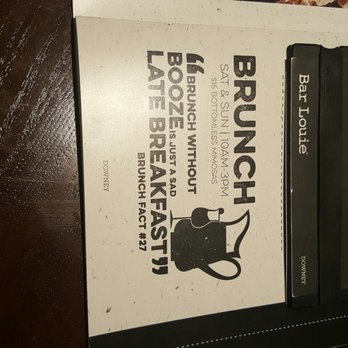 BRUNCH
SAT & SUN | 10AM-3PM
$15 BOTTOMLESS MIMOSAS
“BRUNCH WITHOUT
BOOZE IS JUST A SAD
LATE BREAKFAST”
BRUNCH FACT #27
DOWNEY
Bar Louie
DOWNEY